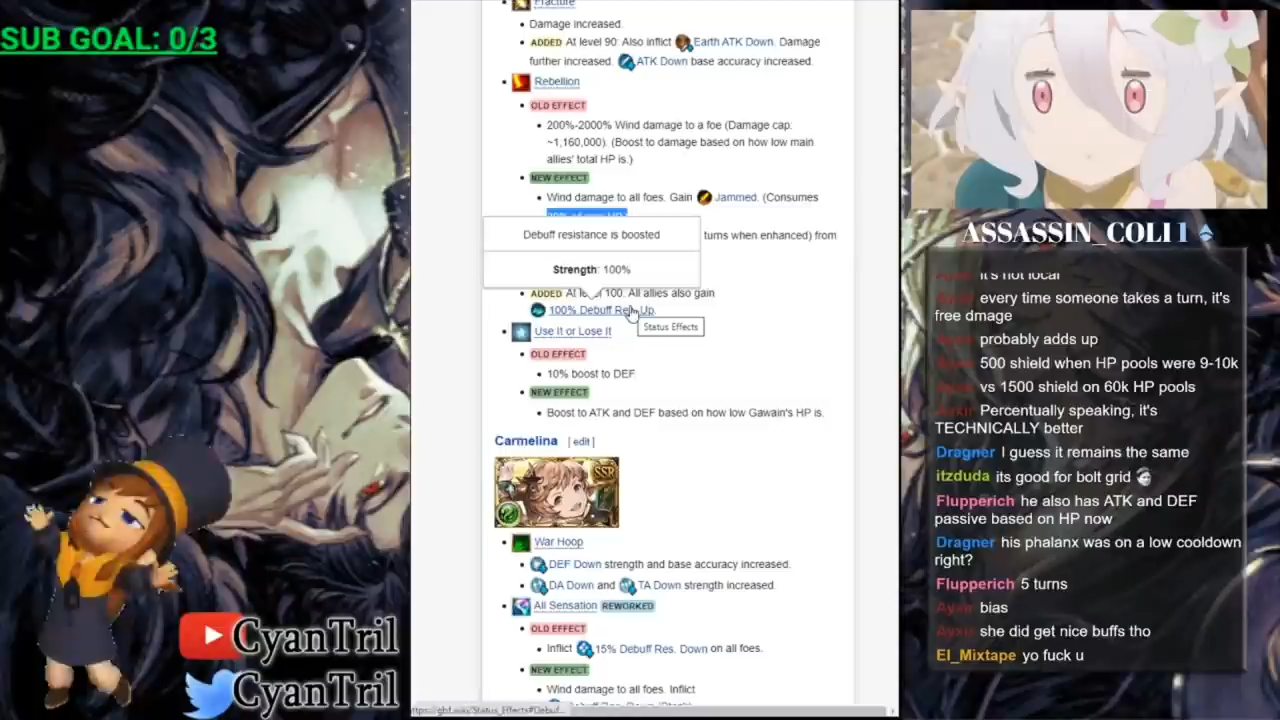 SUB GOAL: 0/3
Fracture
Damage increased.
ADDED At level 90: Also inflict Earth ATK Down. Damage
further increased. ATK Down base accuracy increased.
Rebellion
OLD EFFECT
200%-2000% Wind damage to a foe (Damage cap:
~1,160,000). (Boost to damage based on how low main
allies' total HP is.)
NEW EFFECT
Wind damage to all foes. Gain Jammed. (Consumes
Debuff resistance is boosted
turns when enhanced) from
Strength: 100%
ADDED At level 100: All allies also gain
100% Debuff Res. Up.
Status Effects
Use It or Lose It
OLD EFFECT
10% boost to DEF.
NEW EFFECT
Boost to ATK and DEF based on how low Gawain's HP is.
Carmelina [ edit ]
SSR
War Hoop
DEF Down strength and base accuracy increased.
DA Down and TA Down strength increased.
All Sensation REWORKED
OLD EFFECT
Inflict 15% Debuff Res. Down on all foes.
NEW EFFECT
Wind damage to all foes. Inflict
CyanTril
CyanTril
ASSASSIN_COLI 1
it's not local
every time someone takes a turn, it's
free dmage
probably adds up
500 shield when HP pools were 9-10k
vs 1500 shield on 60k HP pools
Percentually speaking, it's
TECHNICALLY better
Dragner I guess it remains the same
itzduda its good for bolt grid
Flupperich he also has ATK and DEF
passive based on HP now
Dragner his phalanx was on a low cooldown
right?
Flupperich 5 turns
bias
she did get nice buffs tho
El_Mixtape yo fuck u